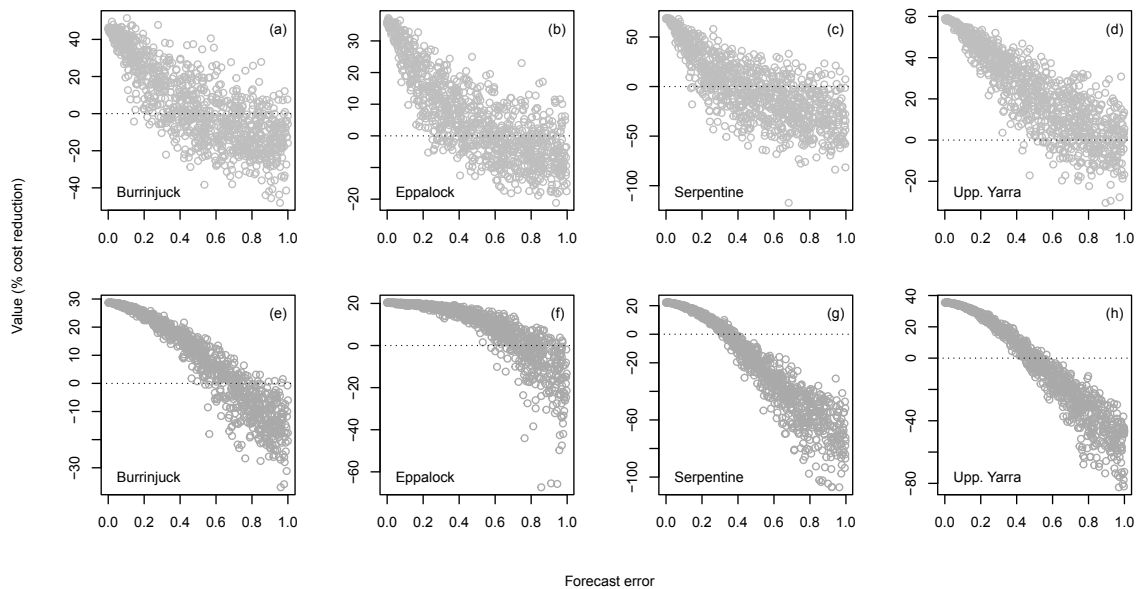 Value (% cost reduction)
(a)
Burrinjuck
40
20
0
−20
−40
0.0 0.2 0.4 0.6 0.8 1.0
(b)
Eppalock
30
20
10
0
−20
0.0 0.2 0.4 0.6 0.8 1.0
(c)
Serpentine
50
0
−50
−100
0.0 0.2 0.4 0.6 0.8 1.0
(d)
Upp. Yarra
60
40
20
0
−20
0.0 0.2 0.4 0.6 0.8 1.0
(e)
Burrinjuck
30
20
10
0
−10
−30
0.0 0.2 0.4 0.6 0.8 1.0
(f)
Eppalock
20
0
−20
−40
−60
0.0 0.2 0.4 0.6 0.8 1.0
(g)
Serpentine
20
0
−20
−60
−100
0.0 0.2 0.4 0.6 0.8 1.0
(h)
Upp. Yarra
40
20
0
−40
−80
0.0 0.2 0.4 0.6 0.8 1.0
Forecast error